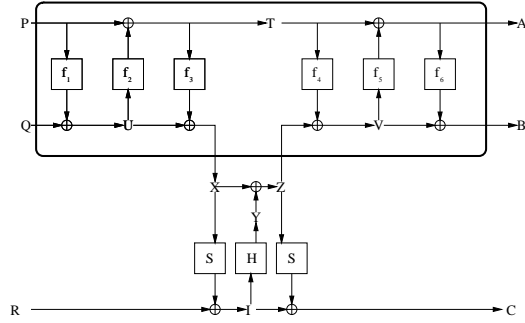 P T A
f₁ f₂ f₃ f₄ f₅ f₆
Q U V B
X Z
Y
S H S
R I C